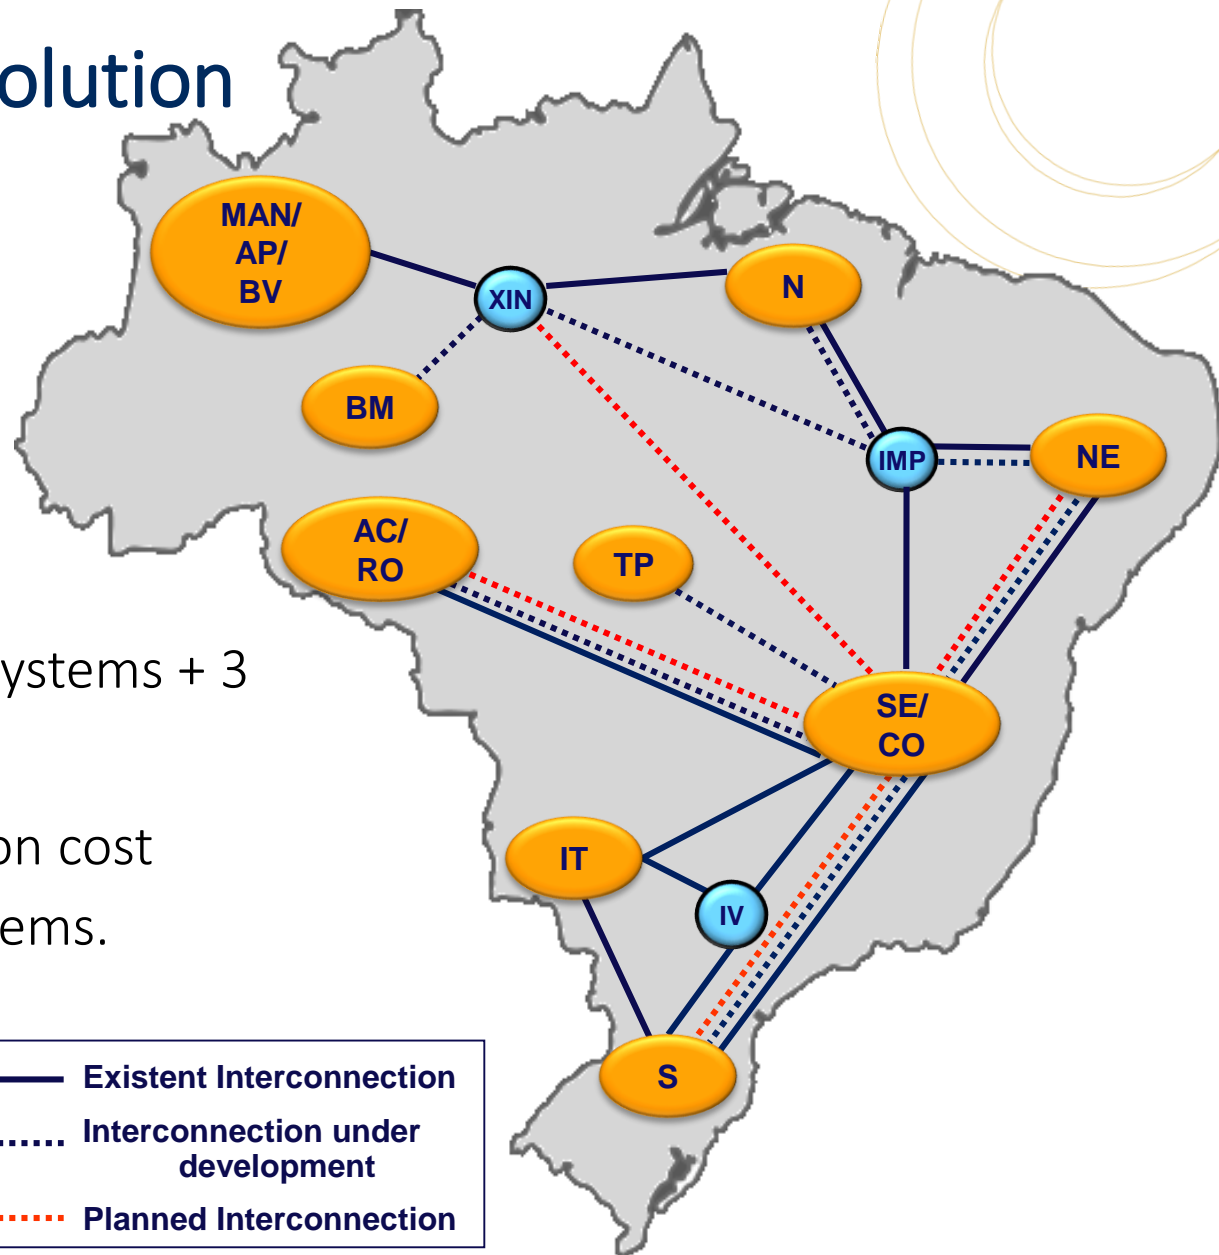 olution
MAN/
AP/
BV
XIN
N
BM
IMP
NE
AC/
RO
TP
ystems + 3
SE/
CO
on cost
IT
IV
ems.
S
Existent Interconnection
Interconnection under
development
Planned Interconnection